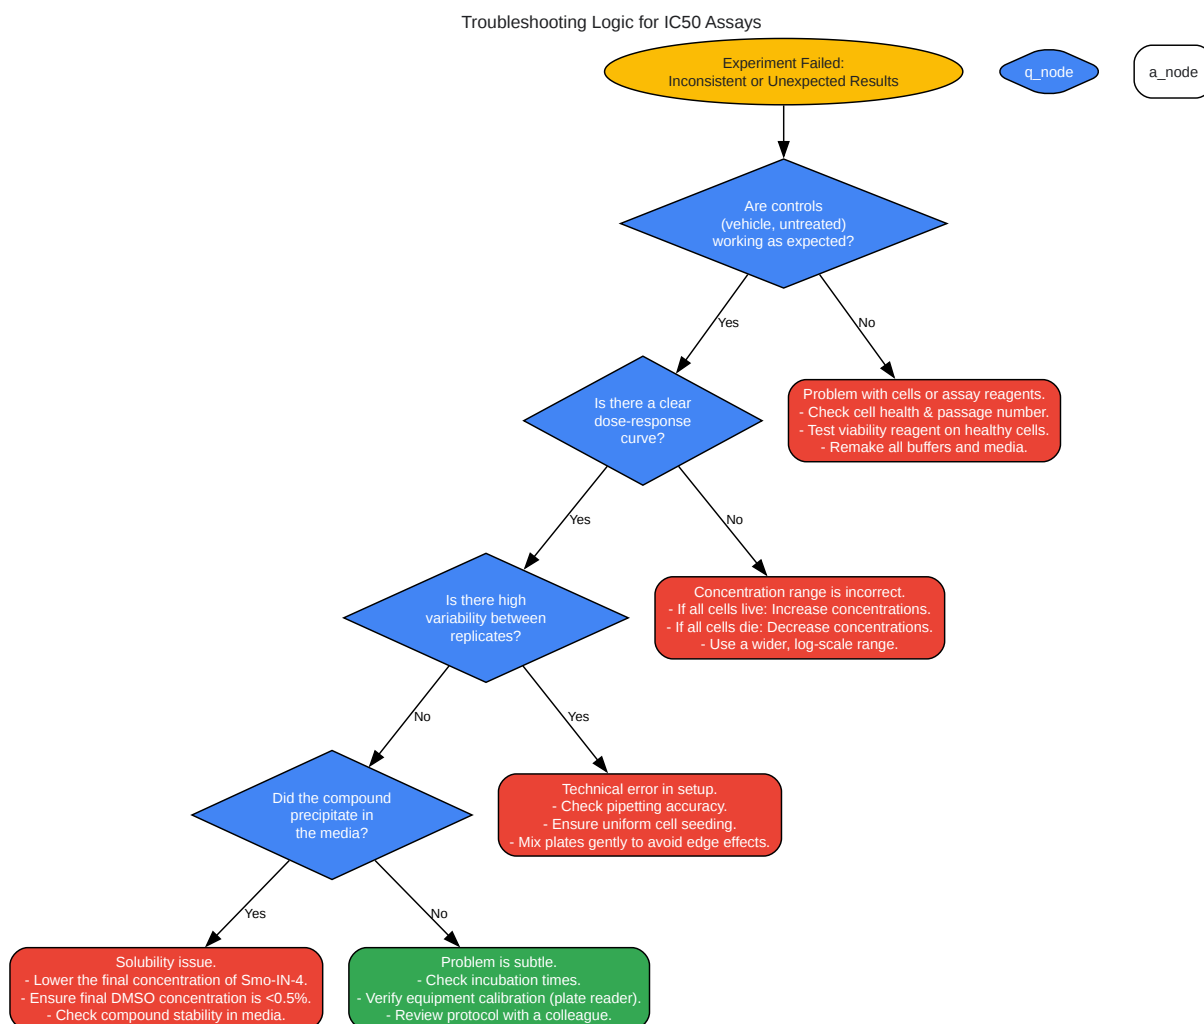 Troubleshooting Logic for IC50 Assays
Experiment Failed:
Inconsistent or Unexpected Results
q_node
a_node
Are controls
(vehicle, untreated)
working as expected?
Yes
No
Is there a clear
dose-response
curve?
Problem with cells or assay reagents.
- Check cell health & passage number.
- Test viability reagent on healthy cells.
- Remake all buffers and media.
Yes
No
Is there high
variability between
replicates?
Concentration range is incorrect.
- If all cells live: Increase concentrations.
- If all cells die: Decrease concentrations.
- Use a wider, log-scale range.
No
Yes
Did the compound
precipitate in
the media?
Technical error in setup.
- Check pipetting accuracy.
- Ensure uniform cell seeding.
- Mix plates gently to avoid edge effects.
Yes
No
Solubility issue.
- Lower the final concentration of Smo-IN-4.
- Ensure final DMSO concentration is <0.5%.
- Check compound stability in media.
Problem is subtle.
- Check incubation times.
- Verify equipment calibration (plate reader).
- Review protocol with a colleague.